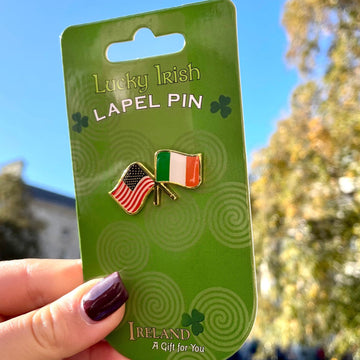 Lucky Irish
LAPEL PIN
IRELAND
A Gift for You